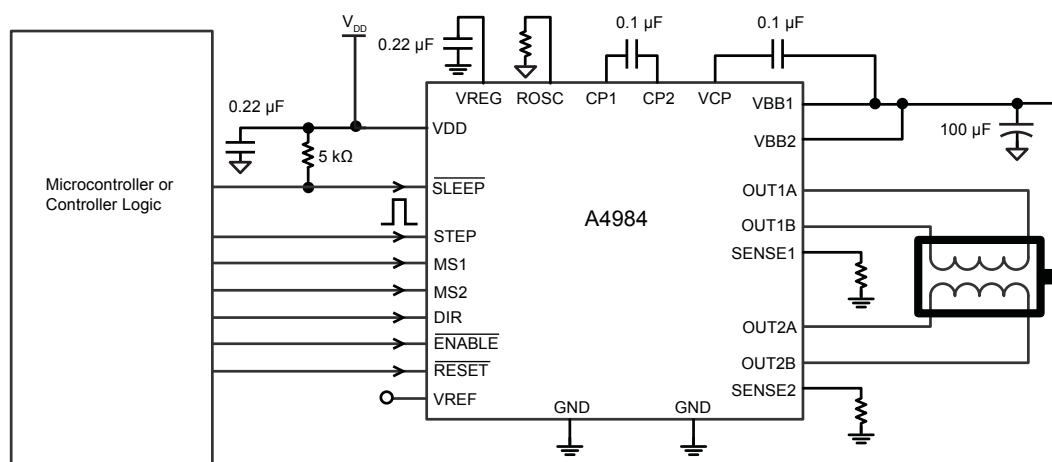 V_DD
0.22 µF
0.1 µF
0.1 µF
VREG
ROSC
CP1
CP2
VCP
VBB1
0.22 µF
VDD
100 µF
VBB2
5 kΩ
Microcontroller or
Controller Logic
SLEEP
OUT1A
A4984
OUT1B
STEP
SENSE1
MS1
MS2
DIR
OUT2A
ENABLE
OUT2B
RESET
SENSE2
VREF
GND
GND